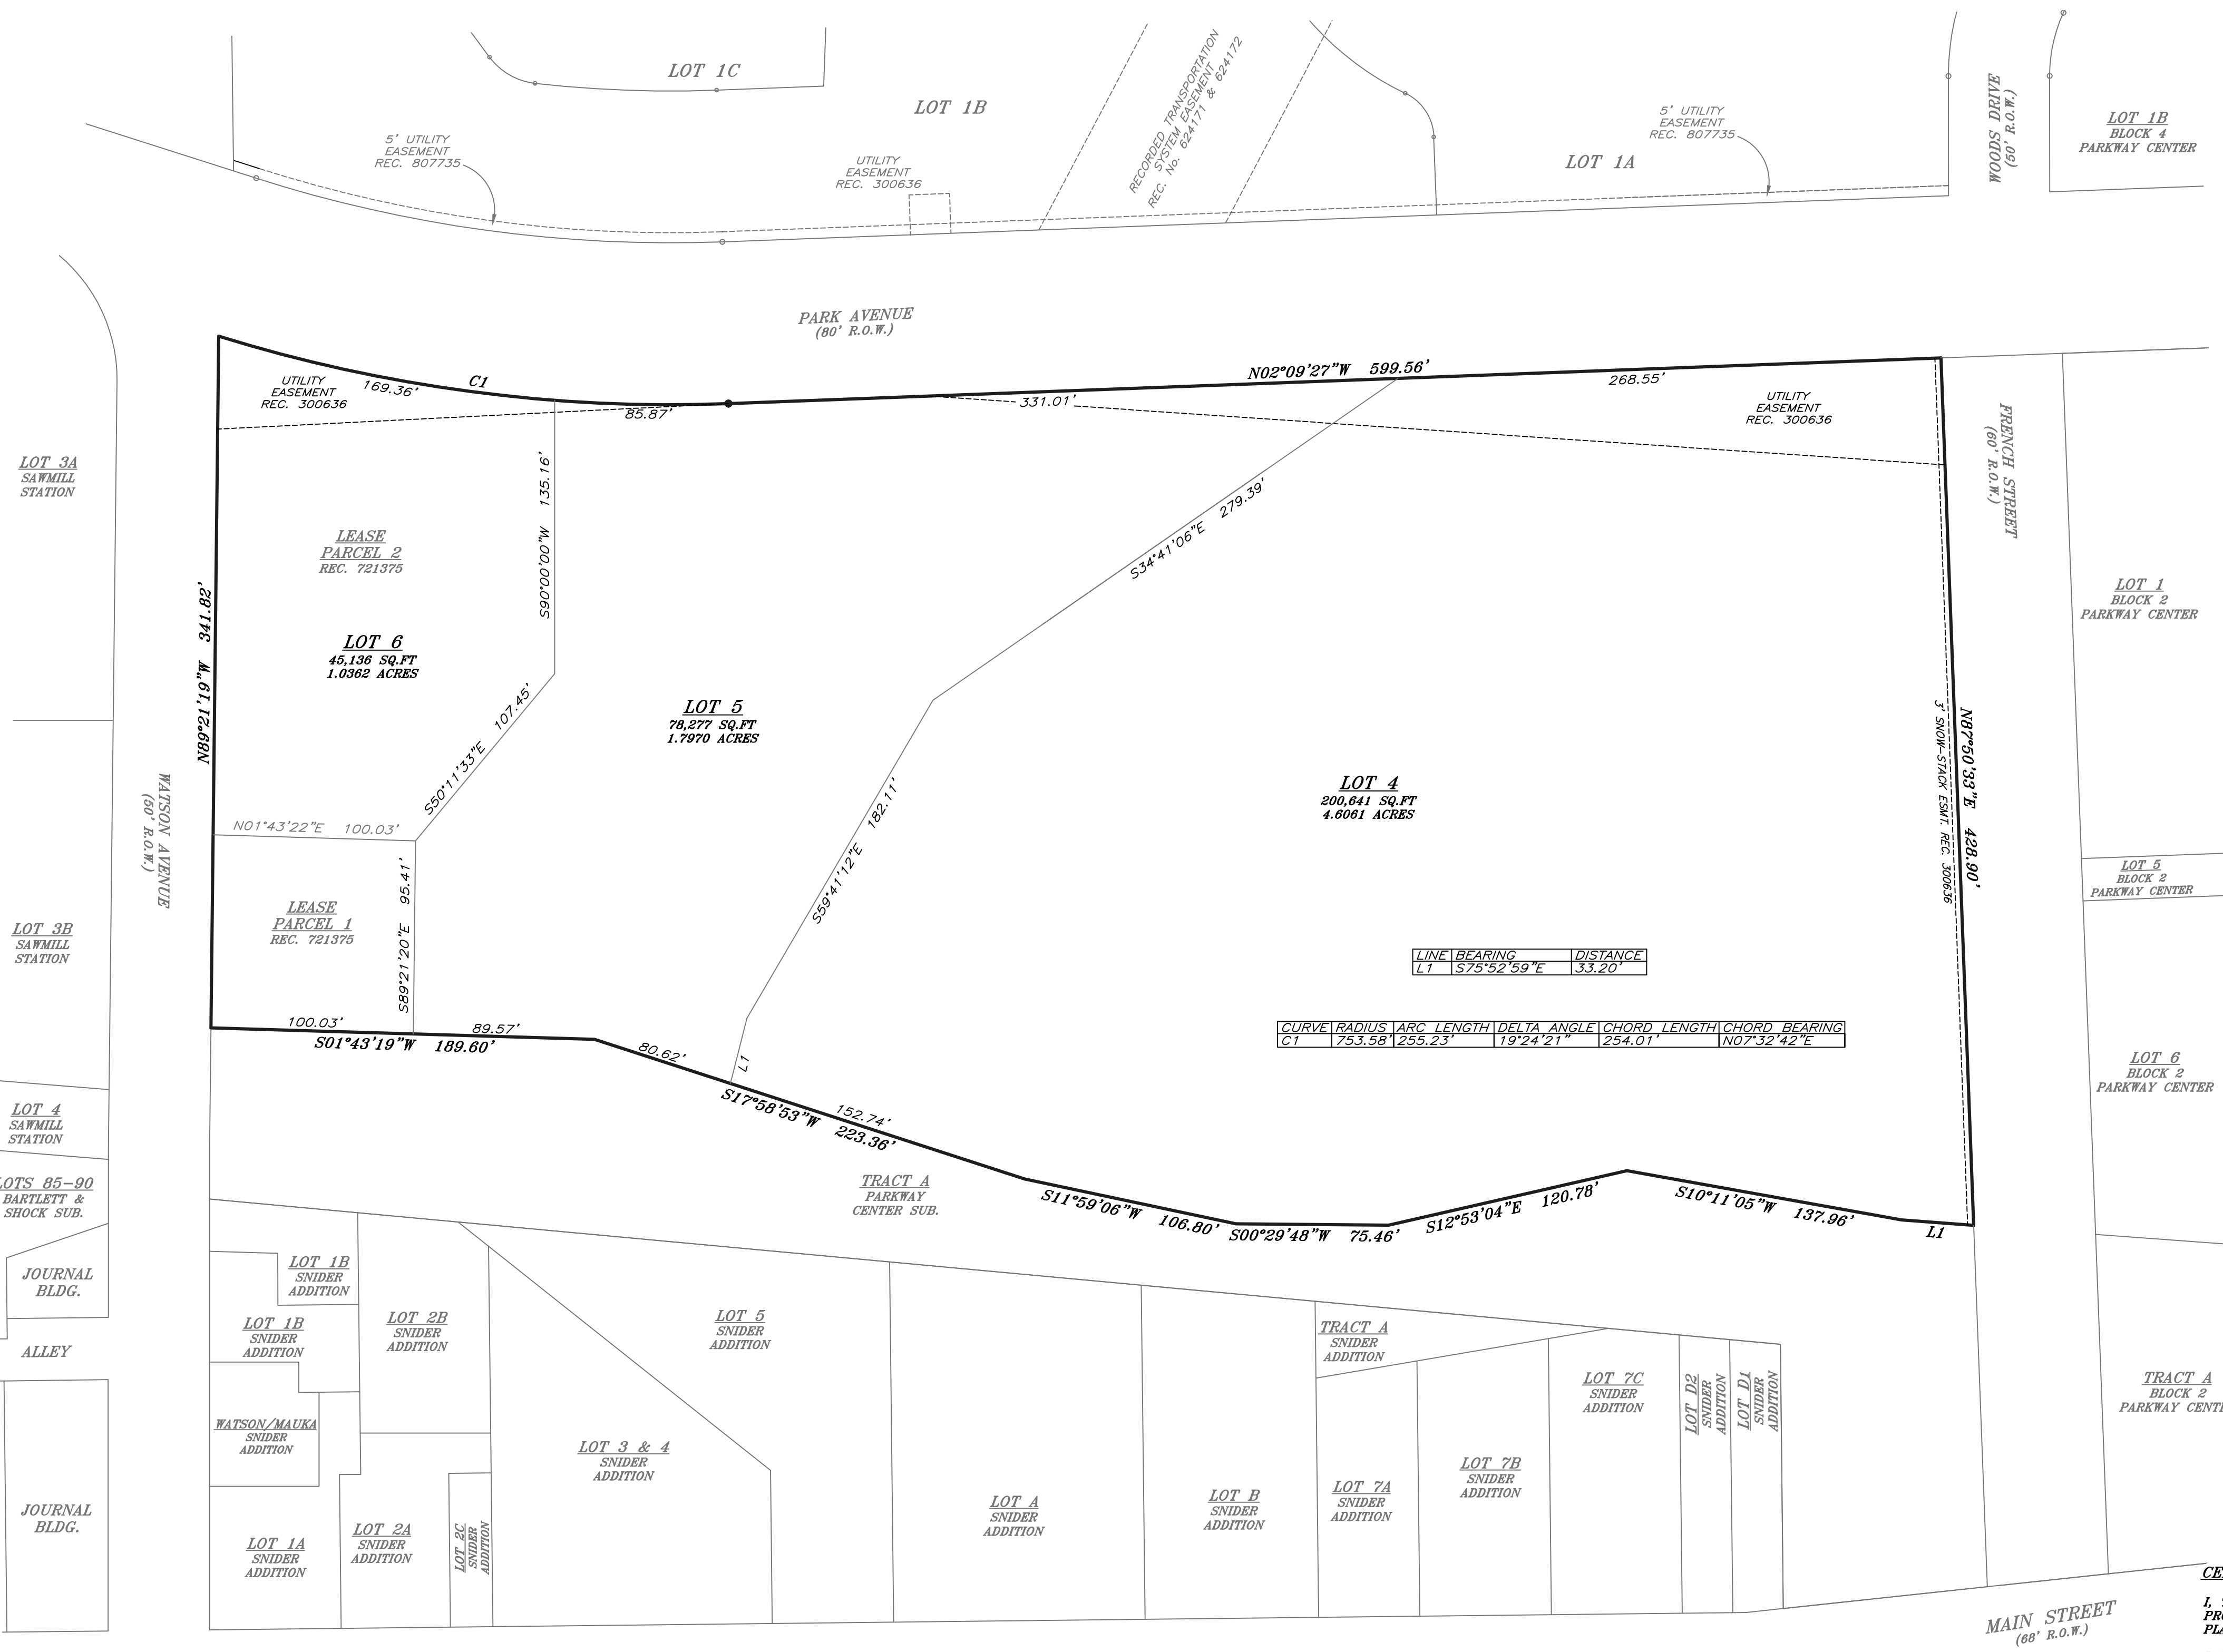 LOT 1C
LOT 1B
5' UTILITY
EASEMENT
REC. 807735
UTILITY
EASEMENT
REC. 300636
RECORDED TRANSPORTATION
SYSTEM EASEMENT
REC. No. 624171 & 624172
LOT 1A
5' UTILITY
EASEMENT
REC. 807735
WOODS DRIVE
(50' R.O.W.)
LOT 1B
BLOCK 4
PARKWAY CENTER
PARK AVENUE
(80' R.O.W.)
UTILITY
EASEMENT
REC. 300636
169.36'
C1
85.87'
N02°09'27"W 599.56'
331.01'
268.55'
UTILITY
EASEMENT
REC. 300636
FRENCH STREET
(60' R.O.W.)
LOT 3A
SAWMILL
STATION
N89°21'19"W 341.82'
LEASE
PARCEL 2
REC. 721375
S90°00'00"W 135.16'
S34°41'06"E 279.39'
LOT 6
45,136 SQ.FT
1.0362 ACRES
LOT 5
78,277 SQ.FT
1.7970 ACRES
S50°11'33"E 107.45'
S59°41'12"E 182.11'
LOT 4
200,641 SQ.FT
4.6061 ACRES
3' SNOW-STACK ESMT. REC. 300636
N87°50'33"E 428.90'
LOT 1
BLOCK 2
PARKWAY CENTER
LOT 5
BLOCK 2
PARKWAY CENTER
WATSON AVENUE
(50' R.O.W.)
N01°43'22"E 100.03'
LEASE
PARCEL 1
REC. 721375
S89°21'20"E 95.41'
LOT 3B
SAWMILL
STATION
LINE BEARING DISTANCE
L1 S75°52'59"E 33.20'
CURVE RADIUS ARC LENGTH DELTA ANGLE CHORD LENGTH CHORD BEARING
C1 753.58' 255.23' 19°24'21" 254.01' N07°32'42"E
100.03'
89.57'
S01°43'19"W 189.60'
80.62'
L1
S17°58'53"W 223.36'
152.74'
S11°59'06"W 106.80'
S00°29'48"W 75.46'
S12°53'04"E 120.78'
S10°11'05"W 137.96'
L1
LOT 6
BLOCK 2
PARKWAY CENTER
LOT 4
SAWMILL
STATION
LOTS 85-90
BARTLETT &
SHOCK SUB.
TRACT A
PARKWAY
CENTER SUB.
JOURNAL
BLDG.
ALLEY
JOURNAL
BLDG.
LOT 1B
SNIDER
ADDITION
LOT 1B
SNIDER
ADDITION
LOT 2B
SNIDER
ADDITION
WATSON/MAUKA
SNIDER
ADDITION
LOT 1A
SNIDER
ADDITION
LOT 2A
SNIDER
ADDITION
LOT 2C
SNIDER
ADDITION
LOT 3 & 4
SNIDER
ADDITION
LOT 5
SNIDER
ADDITION
LOT A
SNIDER
ADDITION
LOT B
SNIDER
ADDITION
TRACT A
SNIDER
ADDITION
LOT 7A
SNIDER
ADDITION
LOT 7B
SNIDER
ADDITION
LOT 7C
SNIDER
ADDITION
LOT D2
SNIDER
ADDITION
LOT D1
SNIDER
ADDITION
TRACT A
BLOCK 2
PARKWAY
MAIN STREET
(68' R.O.W.)
I,